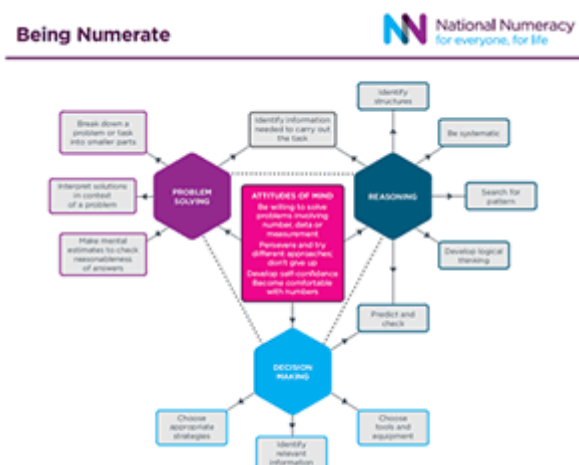 Being Numerate
National Numeracy
for everyone, for life
Identify
structures
Break down a
problem or task
into smaller parts
Identify information
needed to carry out
the task
Be systematic
PROBLEM
SOLVING
ATTITUDES OF MIND
Be willing to solve
problems involving
number, data or
measurement
Persevere and try
different approaches;
don't give up
Develop self-confidence
Become comfortable
with numbers
REASONING
Interpret solutions
in context
of a problem
Search for
pattern
Make mental
estimates to check
reasonableness
of answers
Develop logical
thinking
Predict and
check
DECISION
MAKING
Choose
appropriate
strategies
Identify
relevant
information
Choose
tools and
equipment